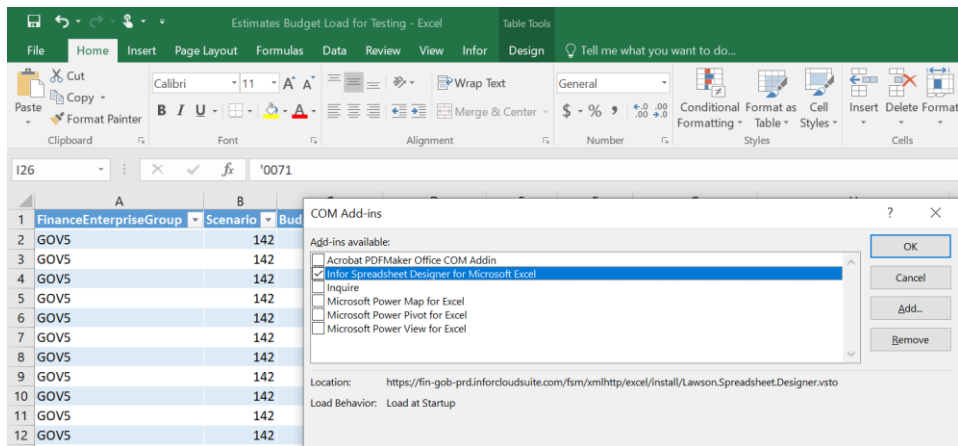 Estimates Budget Load for Testing - Excel Table Tools
File Home Insert Page Layout Formulas Data Review View Infor Design Tell me what you want to do...
Paste
Cut
Copy
Format Painter
Clipboard
Calibri 11
B I U
Font
Wrap Text
Merge & Center
Alignment
General
$ % ,
Number
Conditional Formatting
Format as Table
Cell Styles
Styles
Insert Delete Format
Cells
I26 fx '0071
A B
1 FinanceEnterpriseGroup Scenario Bud
2 GOV5 142
3 GOV5 142
4 GOV5 142
5 GOV5 142
6 GOV5 142
7 GOV5 142
8 GOV5 142
9 GOV5 142
10 GOV5 142
11 GOV5 142
12 GOV5 142
COM Add-ins ? ×
Add-ins available:
Acrobat PDFMaker Office COM Addin
Infor Spreadsheet Designer for Microsoft Excel
Inquire
Microsoft Power Map for Excel
Microsoft Power Pivot for Excel
Microsoft Power View for Excel
OK
Cancel
Add...
Remove
Location: https://fin-gob-prd.inforcloudsuite.com/fsm/xmlhttp/excel/install/Lawson.Spreadsheet.Designer.vsto
Load Behavior: Load at Startup